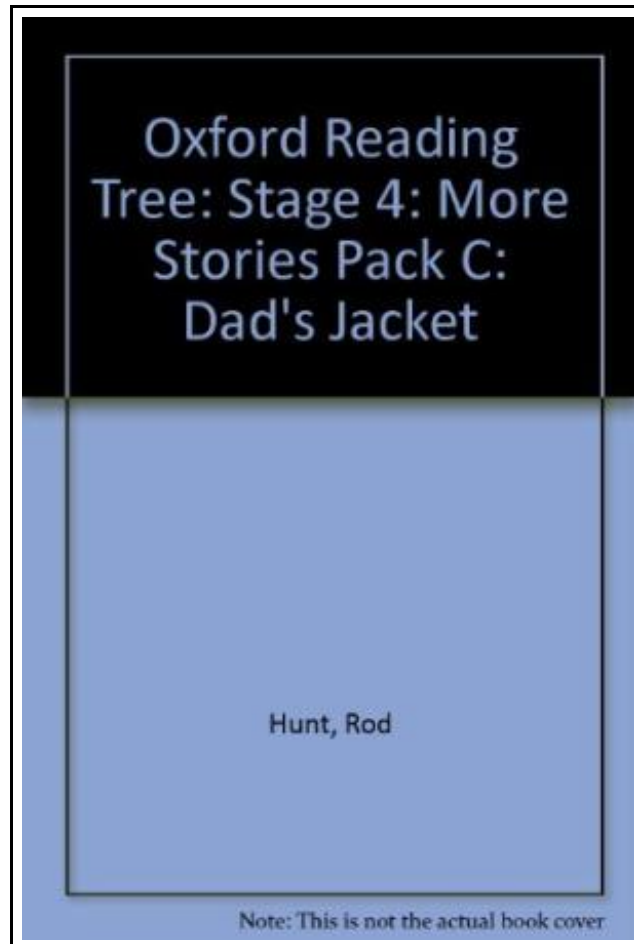 Oxford Reading
Tree: Stage 4: More
Stories Pack C:
Dad's Jacket
Hunt, Rod
Note: This is not the actual book cover